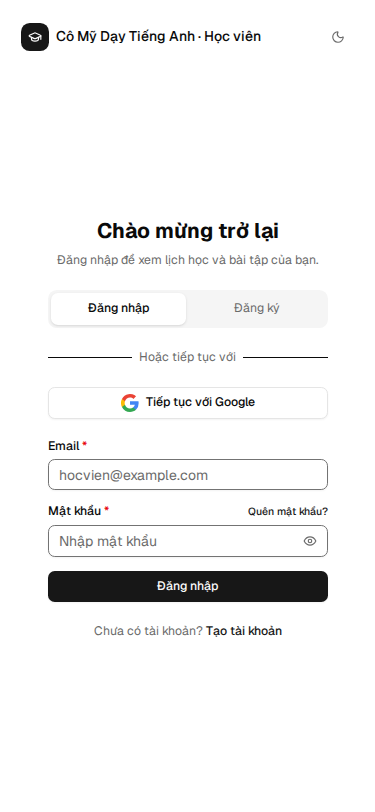 Cô Mỹ Dạy Tiếng Anh · Học viên
Chào mừng trở lại
Đăng nhập để xem lịch học và bài tập của bạn.
Đăng nhập
Đăng ký
Hoặc tiếp tục với
Tiếp tục với Google
Email *
hocvien@example.com
Mật khẩu *
Quên mật khẩu?
Nhập mật khẩu
Đăng nhập
Chưa có tài khoản? Tạo tài khoản